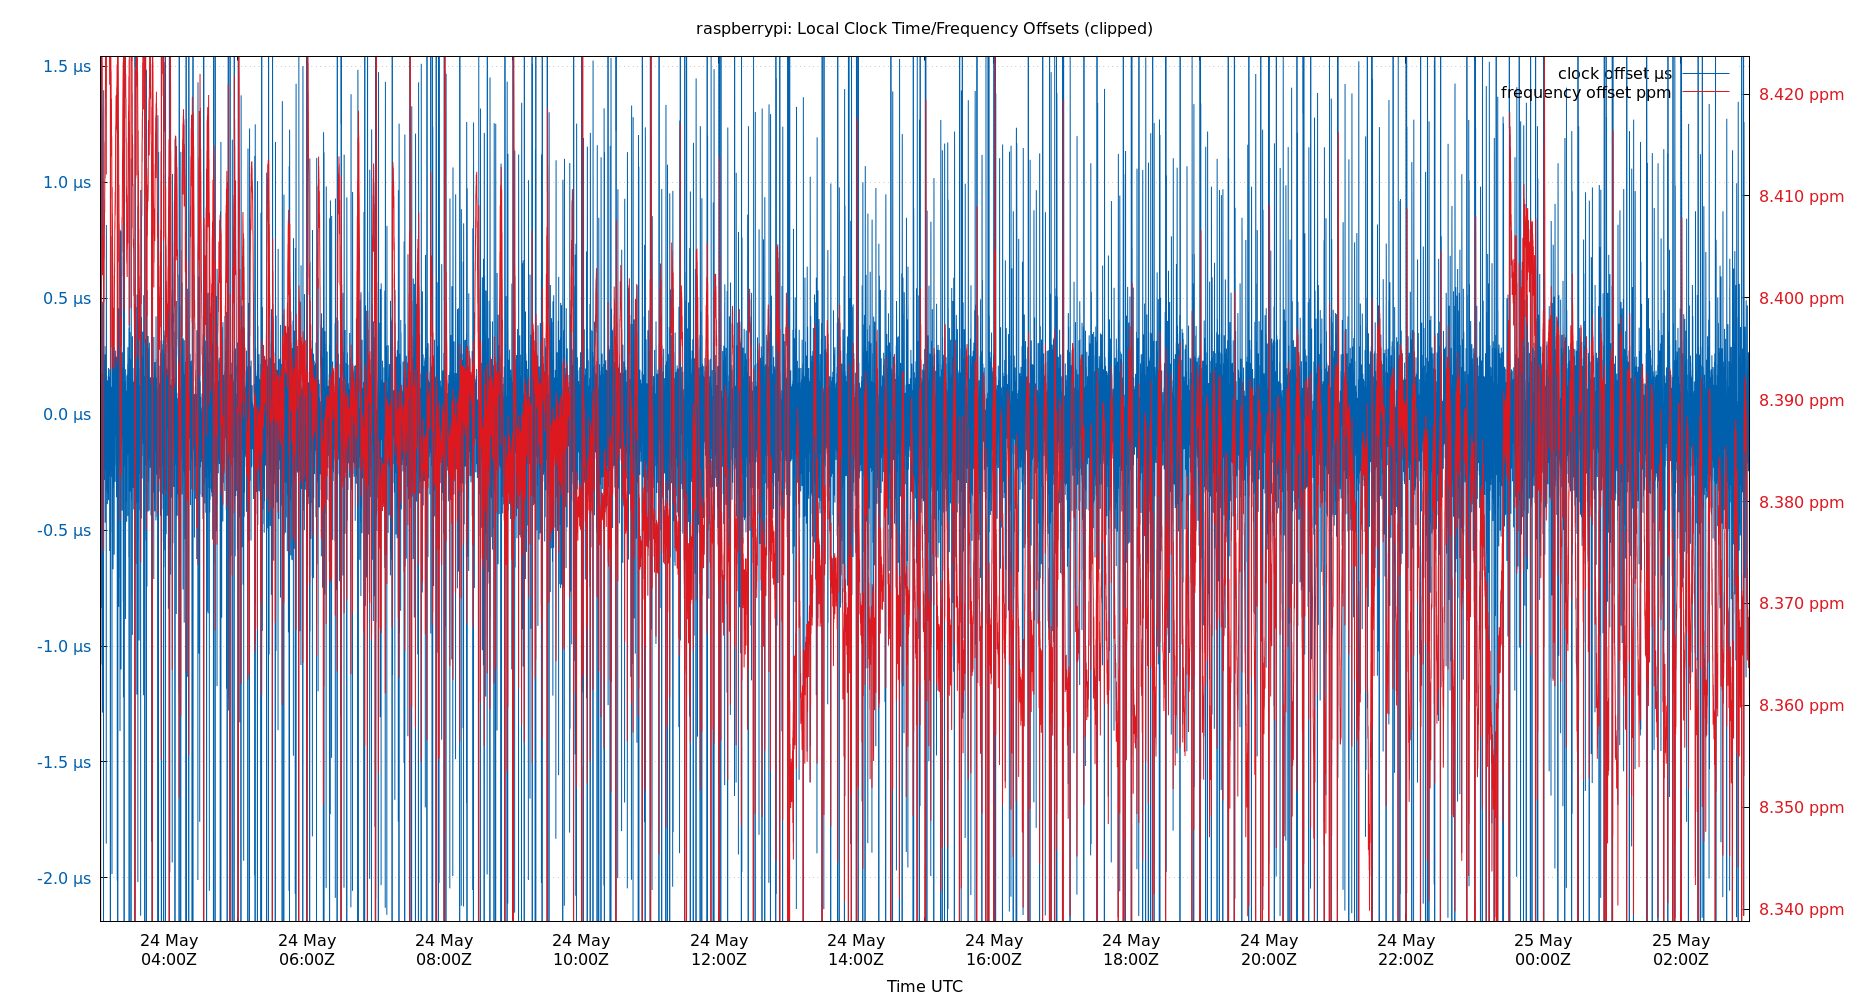 raspberrypi: Local Clock Time/Frequency Offsets (clipped)
clock offset µs
frequency offset ppm
1.5 µs
1.0 µs
0.5 µs
0.0 µs
-0.5 µs
-1.0 µs
-1.5 µs
-2.0 µs
8.420 ppm
8.410 ppm
8.400 ppm
8.390 ppm
8.380 ppm
8.370 ppm
8.360 ppm
8.350 ppm
8.340 ppm
24 May 24 May 24 May 24 May 24 May 24 May 24 May 24 May 24 May 24 May 25 May 25 May
04:00Z 06:00Z 08:00Z 10:00Z 12:00Z 14:00Z 16:00Z 18:00Z 20:00Z 22:00Z 00:00Z 02:00Z
Time UTC